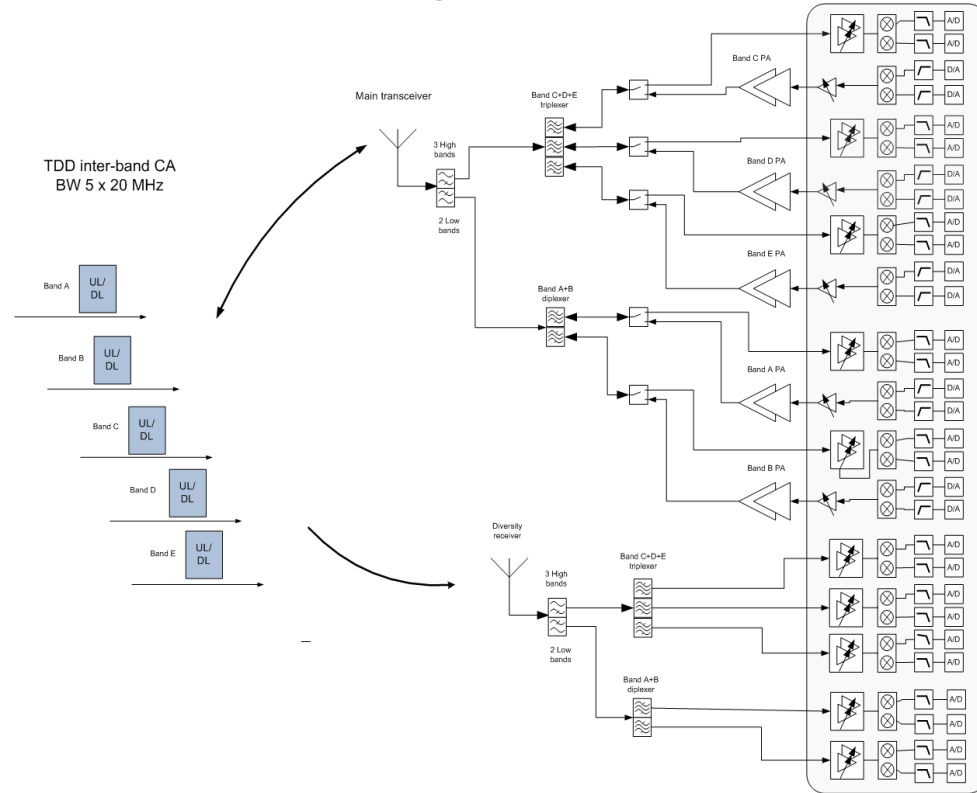 TDD inter-band CA
BW 5 x 20 MHz
Band A
UL/
DL
Band B
UL/
DL
Band C
UL/
DL
Band D
UL/
DL
Band E
UL/
DL
Main transceiver
3 High
bands
2 Low
bands
Band C+D+E
triplexer
Band A+B
diplexer
Band C PA
Band D PA
Band E PA
Band A PA
Band B PA
A/D
A/D
D/A
D/A
A/D
A/D
D/A
D/A
A/D
A/D
D/A
D/A
A/D
A/D
D/A
D/A
A/D
A/D
D/A
D/A
Diversity
receiver
3 High
bands
2 Low
bands
Band C+D+E
triplexer
Band A+B
diplexer
A/D
A/D
A/D
A/D
A/D
A/D
A/D
A/D
A/D
A/D